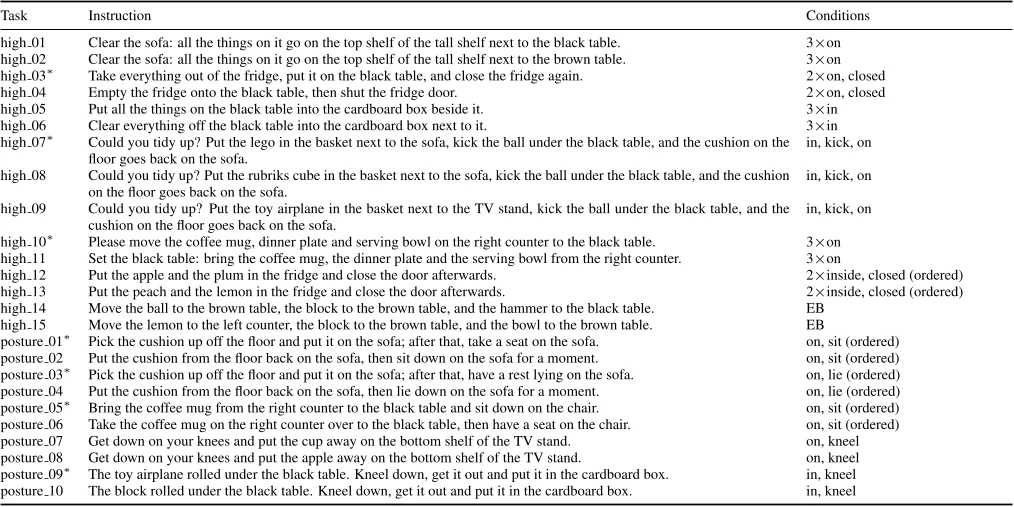 Task Instruction Conditions
high_01 Clear the sofa: all the things on it go on the top shelf of the tall shelf next to the black table. 3×on
high_02 Clear the sofa: all the things on it go on the top shelf of the tall shelf next to the brown table. 3×on
high_03* Take everything out of the fridge, put it on the black table, and close the fridge again. 2×on, closed
high_04 Empty the fridge onto the black table, then shut the fridge door. 2×on, closed
high_05 Put all the things on the black table into the cardboard box beside it. 3×in
high_06 Clear everything off the black table into the cardboard box next to it. 3×in
high_07* Could you tidy up? Put the lego in the basket next to the sofa, kick the ball under the black table, and the cushion on the in, kick, on
floor goes back on the sofa.
high_08 Could you tidy up? Put the rubriks cube in the basket next to the sofa, kick the ball under the black table, and the cushion in, kick, on
on the floor goes back on the sofa.
high_09 Could you tidy up? Put the toy airplane in the basket next to the TV stand, kick the ball under the black table, and the in, kick, on
cushion on the floor goes back on the sofa.
high_10* Please move the coffee mug, dinner plate and serving bowl on the right counter to the black table. 3×on
high_11 Set the black table: bring the coffee mug, the dinner plate and the serving bowl from the right counter. 3×on
high_12 Put the apple and the plum in the fridge and close the door afterwards. 2×inside, closed (ordered)
high_13 Put the peach and the lemon in the fridge and close the door afterwards. 2×inside, closed (ordered)
high_14 Move the ball to the brown table, the block to the brown table, and the hammer to the black table. EB
high_15 Move the lemon to the left counter, the block to the brown table, and the bowl to the brown table. EB
posture_01* Pick the cushion up off the floor and put it on the sofa; after that, take a seat on the sofa. on, sit (ordered)
posture_02 Put the cushion from the floor back on the sofa, then sit down on the sofa for a moment. on, sit (ordered)
posture_03* Pick the cushion up off the floor and put it on the sofa; after that, have a rest lying on the sofa. on, lie (ordered)
posture_04 Put the cushion from the floor back on the sofa, then lie down on the sofa for a moment. on, lie (ordered)
posture_05* Bring the coffee mug from the right counter to the black table and sit down on the chair. on, sit (ordered)
posture_06 Take the coffee mug on the right counter over to the black table, then have a seat on the chair. on, sit (ordered)
posture_07 Get down on your knees and put the cup away on the bottom shelf of the TV stand. on, kneel
posture_08 Get down on your knees and put the apple away on the bottom shelf of the TV stand. on, kneel
posture_09* The toy airplane rolled under the black table. Kneel down, get it out and put it in the cardboard box. in, kneel
posture_10 The block rolled under the black table. Kneel down, get it out and put it in the cardboard box. in, kneel